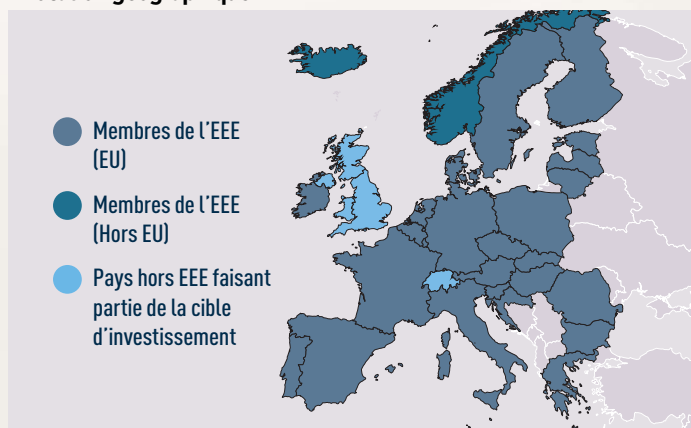 Membres de l'EEE
(EU)
Membres de l'EEE
(Hors EU)
Pays hors EEE faisant
partie de la cible
d'investissement